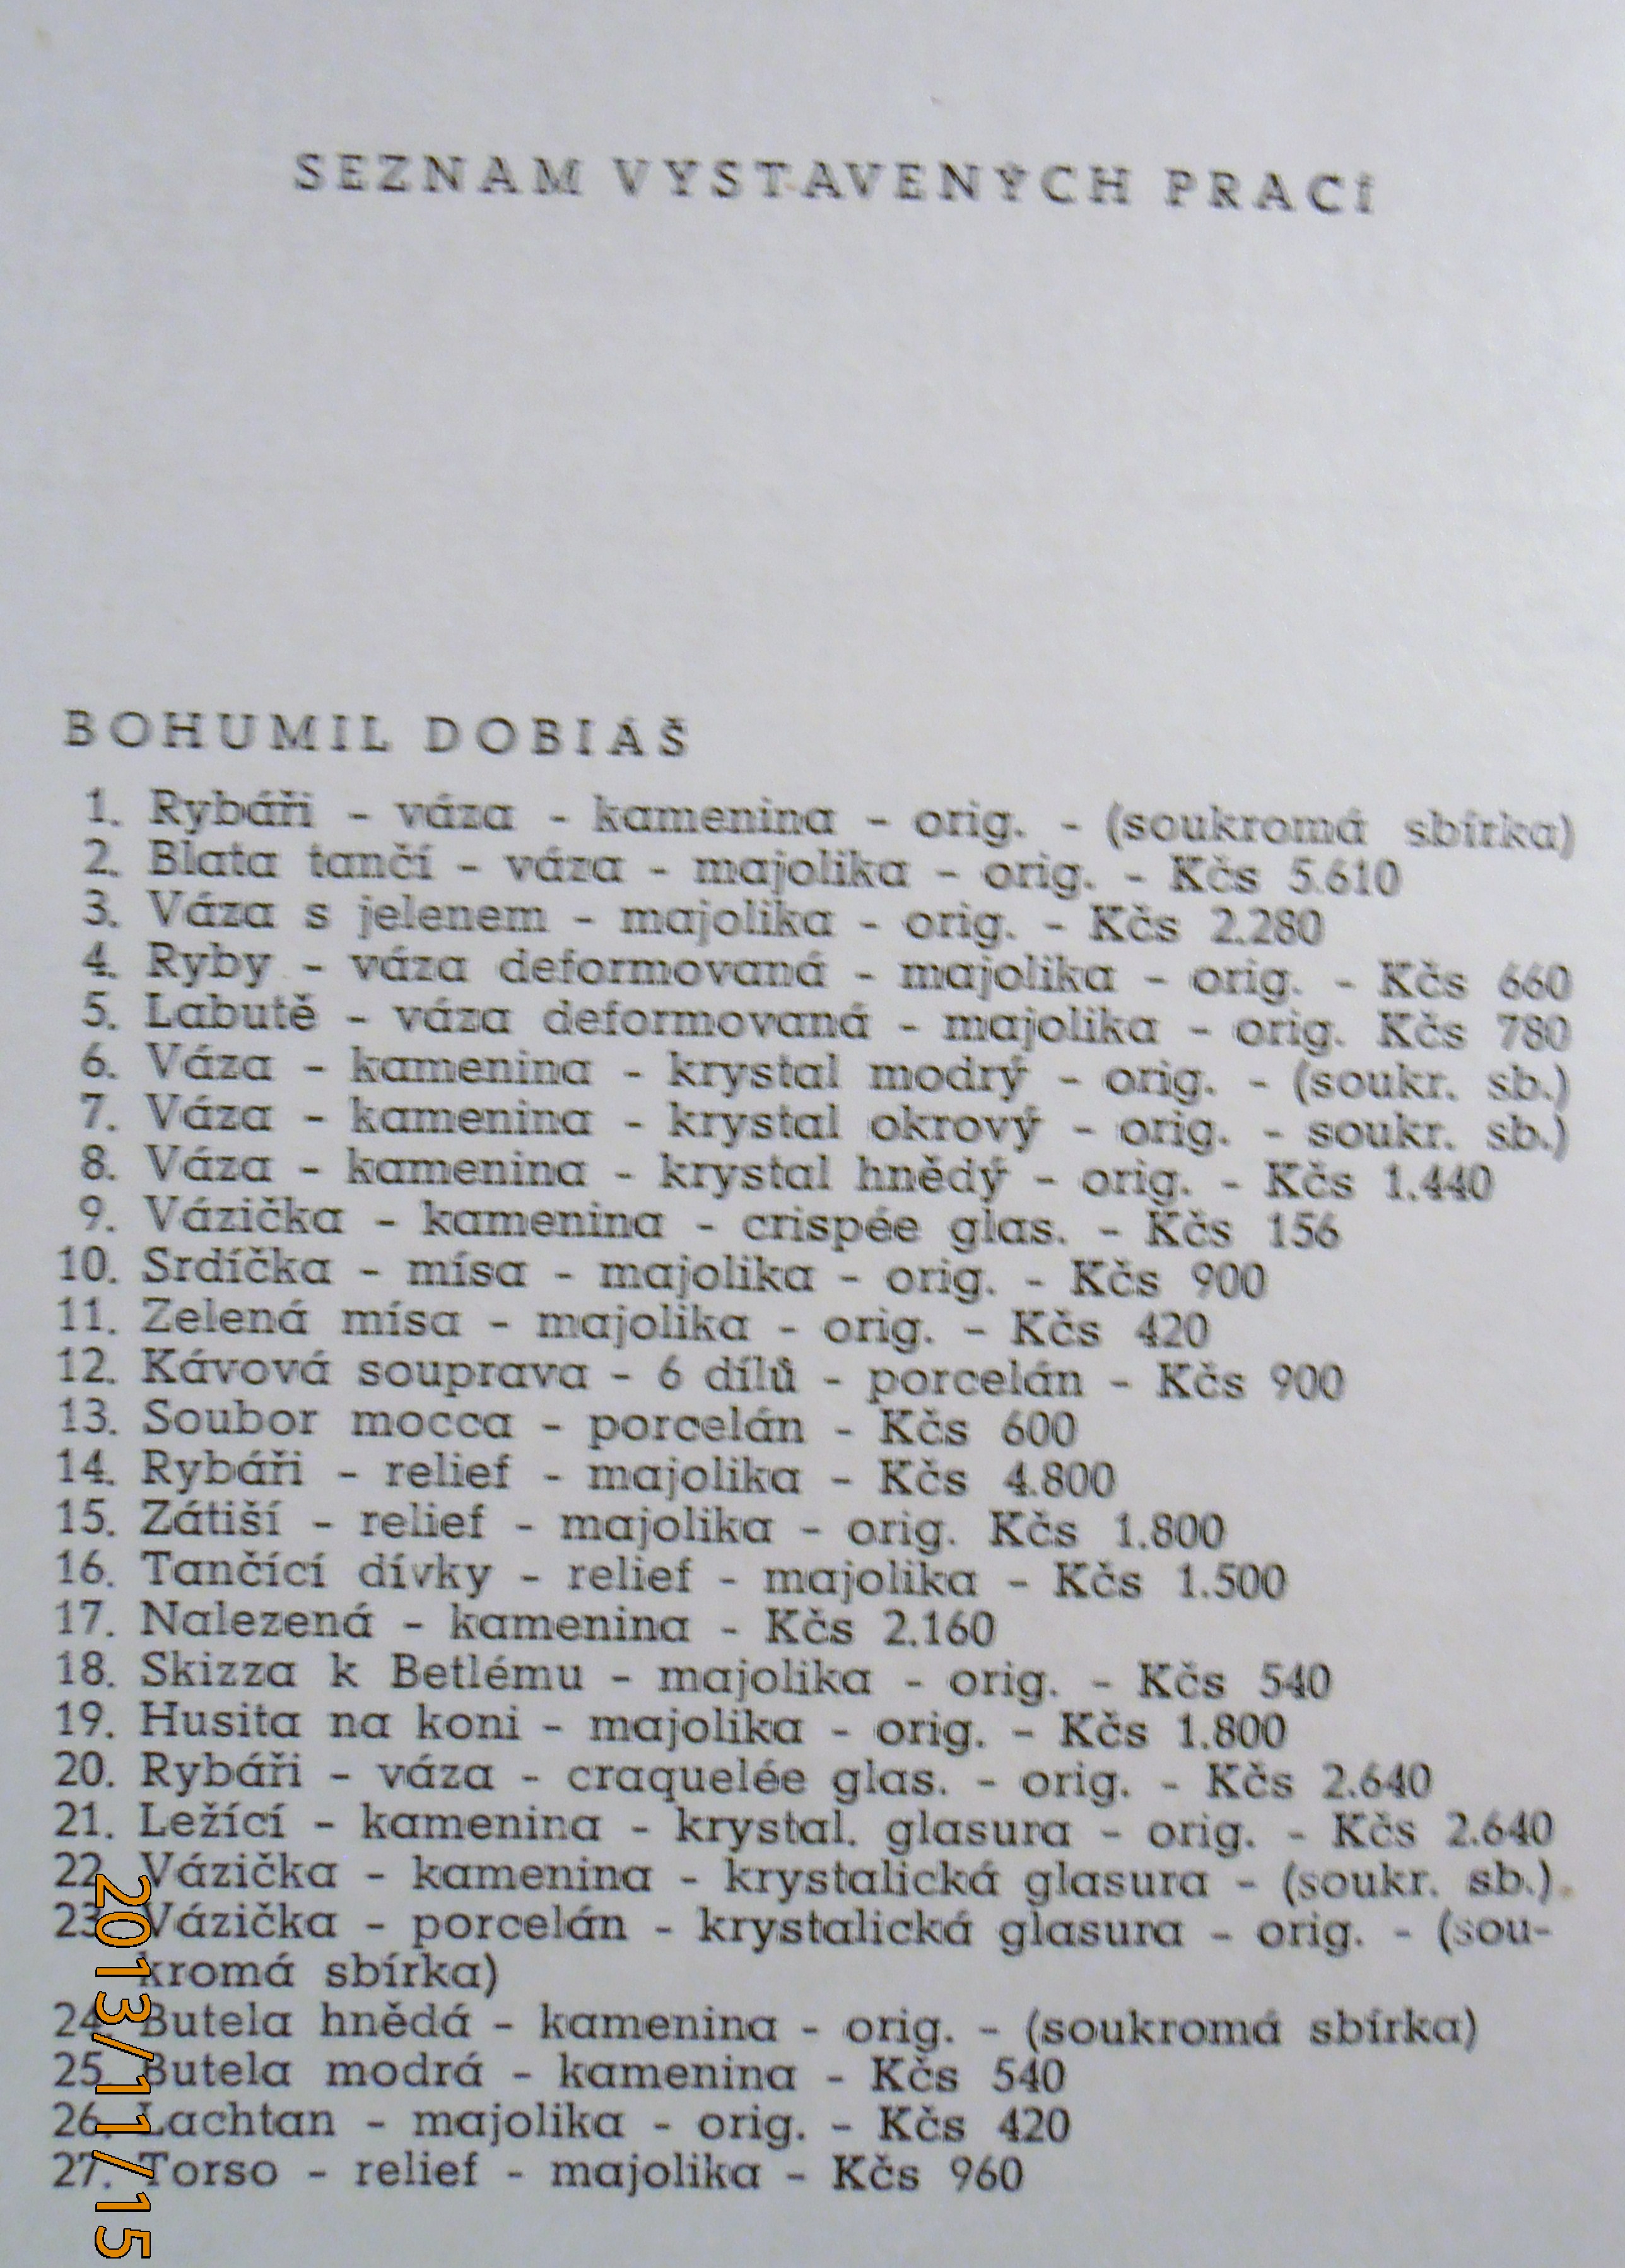 SEZNAM VYSTAVENÝCH PRACÍ
BOHUMIL DOBIÁŠ
1. Rybáři - váza - kamenina - orig. - (soukromá sbírka)
2. Blata tančí - váza - majolika - orig. - Kčs 5.610
3. Váza s jelenem - majolika - orig. - Kčs 2.280
4. Ryby - váza deformovaná - majolika - orig. - Kčs 660
5. Labutě - váza deformovaná - majolika - orig. Kčs 780
6. Váza - kamenina - krystal modrý - orig. - (soukr. sb.)
7. Váza - kamenina - krystal okrový - orig. - soukr. sb.)
8. Váza - kamenina - krystal hnědý - orig. - Kčs 1.440
9. Vázička - kamenina - crispée glas. - Kčs 156
10. Srdíčka - mísa - majolika - orig. - Kčs 900
11. Zelená mísa - majolika - orig. - Kčs 420
12. Kávová souprava - 6 dílů - porcelán - Kčs 900
13. Soubor mocca - porcelán - Kčs 600
14. Rybáři - relief - majolika - Kčs 4.800
15. Zátiší - relief - majolika - orig. Kčs 1.800
16. Tančící dívky - relief - majolika - Kčs 1.500
17. Nalezená - kamenina - Kčs 2.160
18. Skizza k Betlému - majolika - orig. - Kčs 540
19. Husita na koni - majolika - orig. - Kčs 1.800
20. Rybáři - váza - craquelée glas. - orig. - Kčs 2.640
21. Ležící - kamenina - krystal. glasura - orig. - Kčs 2.640
22. Vázička - kamenina - krystalická glasura - (soukr. sb.)
23. Vázička - porcelán - krystalická glasura - orig. - (sou-
kromá sbírka)
24. Butela hnědá - kamenina - orig. - (soukromá sbírka)
25. Butela modrá - kamenina - Kčs 540
26. Lachtan - majolika - orig. - Kčs 420
27. Torso - relief - majolika - Kčs 960
2013/11/15